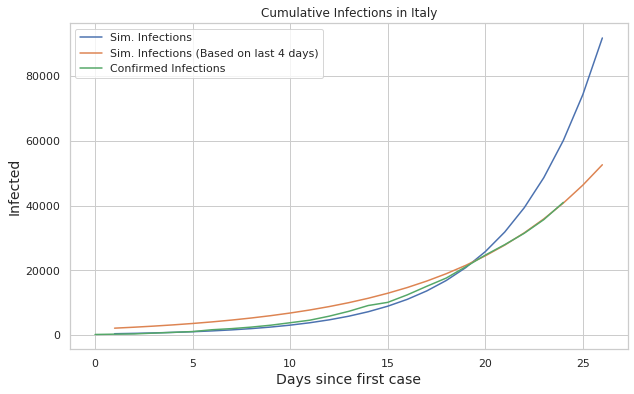 Cumulative Infections in Italy
Sim. Infections
Sim. Infections (Based on last 4 days)
Confirmed Infections
Infected
80000
60000
40000
20000
0
0 5 10 15 20 25
Days since first case